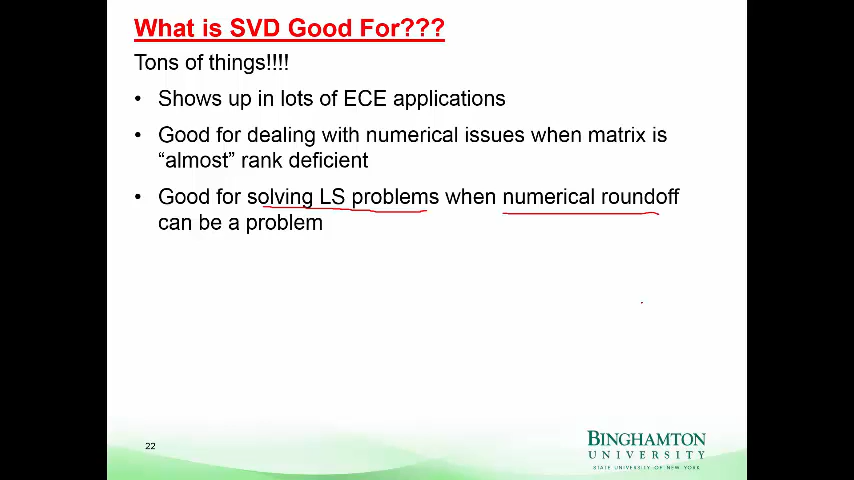 What is SVD Good For???
Tons of things!!!!
• Shows up in lots of ECE applications
• Good for dealing with numerical issues when matrix is
“almost” rank deficient
• Good for solving LS problems when numerical roundoff
can be a problem
22
BINGHAMTON
UNIVERSITY
STATE UNIVERSITY OF NEW YORK